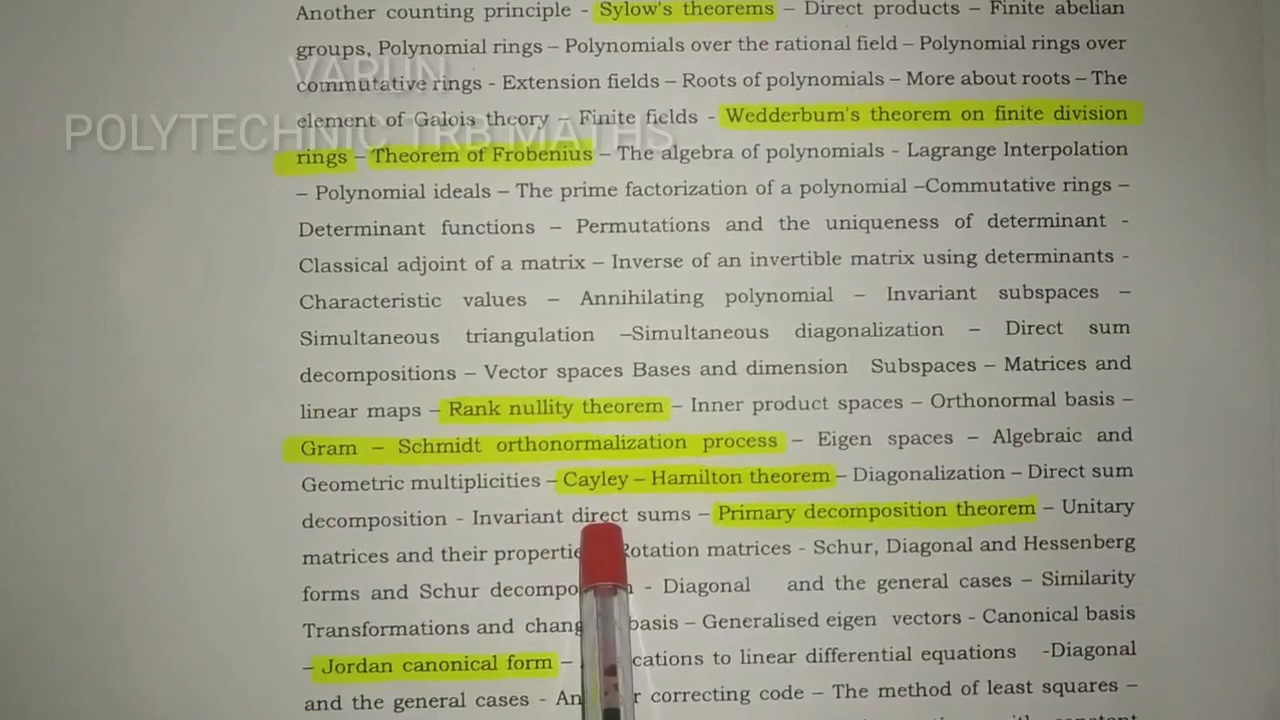 Another counting principle - Sylow's theorems – Direct products – Finite abelian
groups, Polynomial rings – Polynomials over the rational field – Polynomial rings over
VARUN
commutative rings - Extension fields – Roots of polynomials – More about roots – The
element of Galois theory – Finite fields - Wedderbum's theorem on finite division
POLYTECHNIC TRB MATHS
rings – Theorem of Frobenius – The algebra of polynomials - Lagrange Interpolation
– Polynomial ideals – The prime factorization of a polynomial –Commutative rings –
Determinant functions – Permutations and the uniqueness of determinant -
Classical adjoint of a matrix – Inverse of an invertible matrix using determinants -
Characteristic values – Annihilating polynomial – Invariant subspaces –
Simultaneous triangulation –Simultaneous diagonalization – Direct sum
decompositions – Vector spaces Bases and dimension Subspaces – Matrices and
linear maps – Rank nullity theorem – Inner product spaces – Orthonormal basis –
Gram – Schmidt orthonormalization process – Eigen spaces – Algebraic and
Geometric multiplicities – Cayley – Hamilton theorem – Diagonalization – Direct sum
decomposition - Invariant direct sums – Primary decomposition theorem – Unitary
matrices and their Rotation matrices - Schur, Diagonal and Hessenberg
forms and Schur - Diagonal and the general cases – Similarity
Transformations and basis – Generalised eigen vectors - Canonical basis
– Jordan canonical form – to linear differential equations -Diagonal
and the general cases - correcting code – The method of least squares –